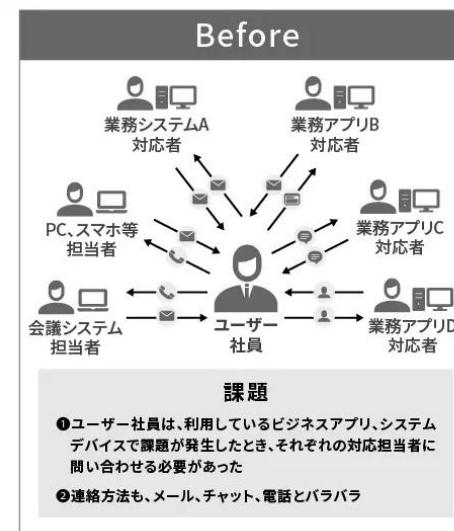 Before
業務システムA
対応者
業務アプリB
対応者
PC、スマホ等
担当者
業務アプリC
対応者
会議システム
担当者
ユーザー
社員
業務アプリD
対応者
課題
❶ユーザー社員は、利用しているビジネスアプリ、システム
デバイスで課題が発生したとき、それぞれの対応担当者に
問い合わせる必要があった
❷連絡方法も、メール、チャット、電話とバラバラ